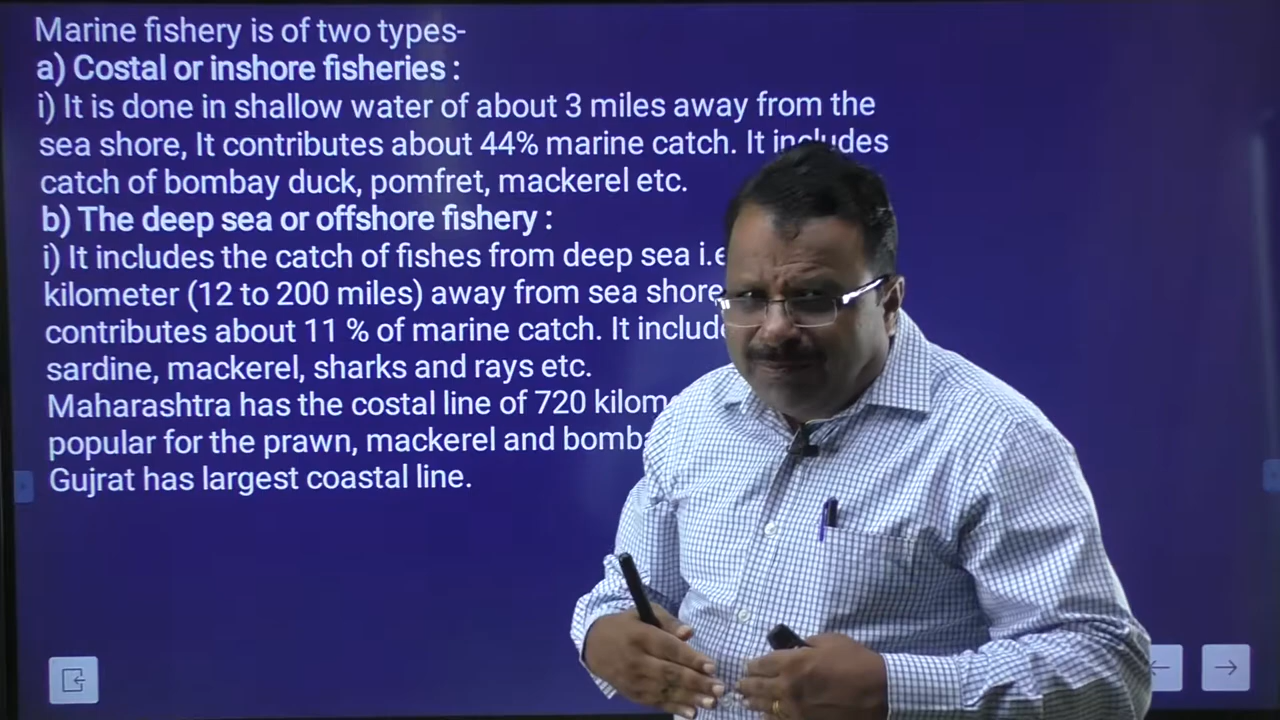 Marine fishery is of two types-
a) Costal or inshore fisheries :
i) It is done in shallow water of about 3 miles away from the
sea shore, It contributes about 44% marine catch. It includes
catch of bombay duck, pomfret, mackerel etc.
b) The deep sea or offshore fishery :
i) It includes the catch of fishes from deep sea i.e
kilometer (12 to 200 miles) away from sea shore
contributes about 11 % of marine catch. It
sardine, mackerel, sharks and rays etc.
Maharashtra has the costal line of 720
popular for the prawn, mackerel and
Gujrat has largest coastal line.